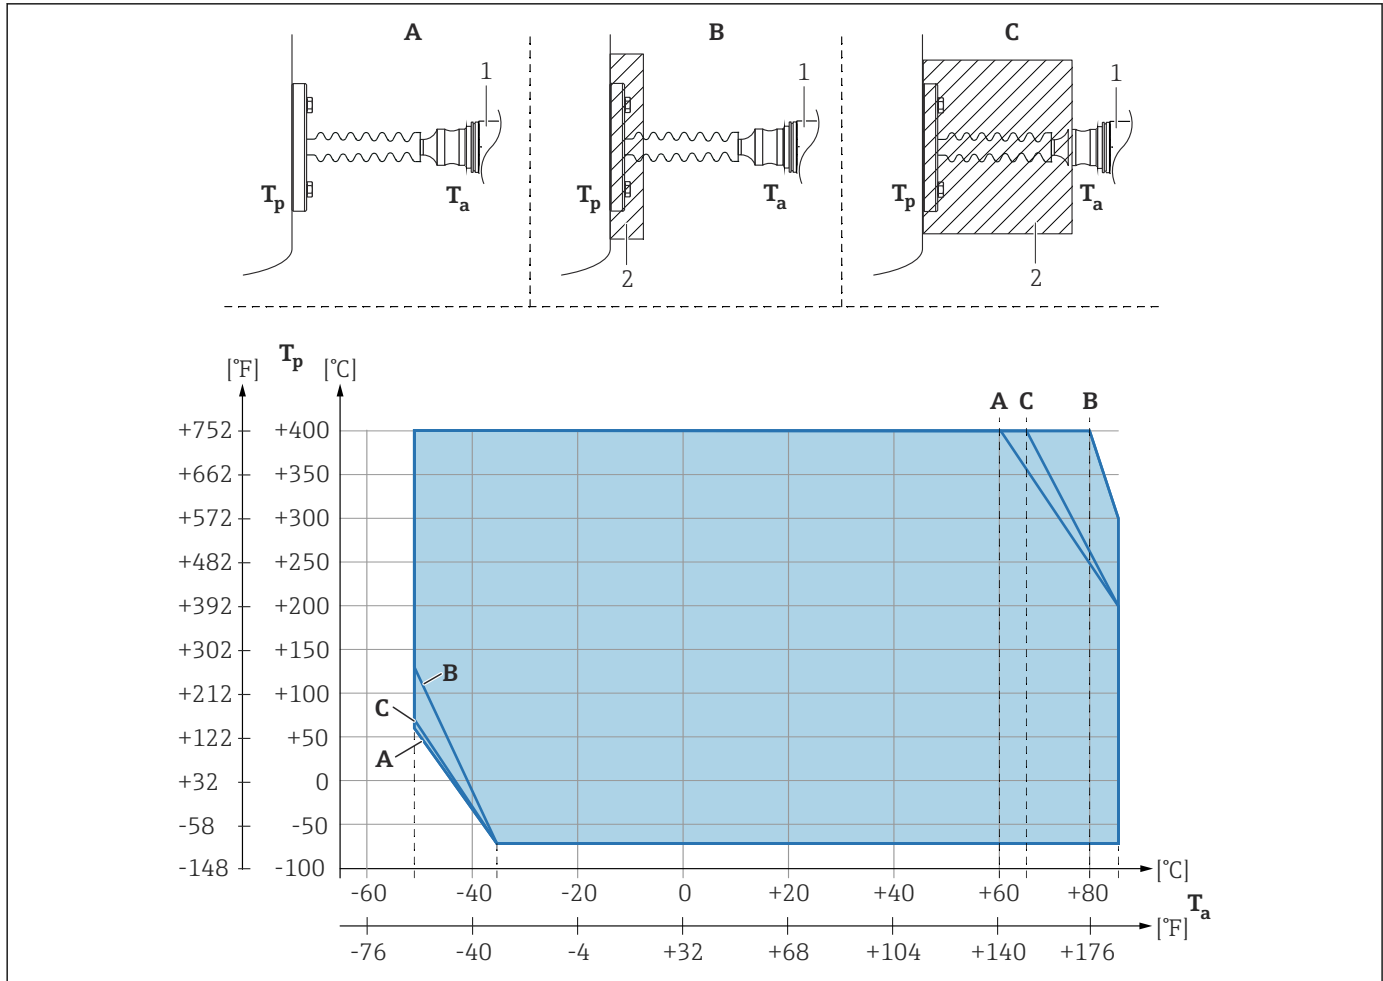 A B C
1 1 1
Tp Ta Tp Ta Tp Ta
2 2
Tp
[°F] [°C]
A C B
+752 +400
+662 +350
+572 +300
+482 +250
+392 +200
+302 +150
B
+212 +100
C
+122 +50
A
+32 0
-58 -50
-148 -100
[°C]
-60 -40 -20 0 +20 +40 +60 +80
Ta
[°F]
-76 -40 -4 +32 +68 +104 +140 +176